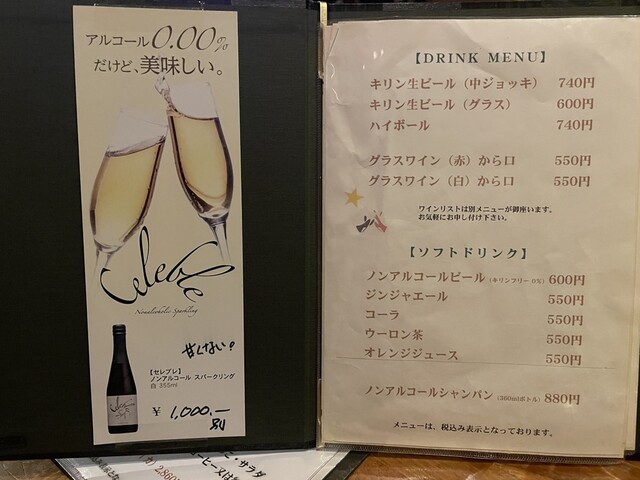 アルコール0.00%
だけど、美味しい。
Celebre
Nonalcoholic Sparkling
甘くない!
【セレブレ】
ノンアルコール スパークリング
白 355ml
¥ 1,000.—
別
【DRINK MENU】
キリン生ビール（中ジョッキ） 740円
キリン生ビール（グラス） 600円
ハイボール 740円
グラスワイン（赤）から口 550円
グラスワイン（白）から口 550円
ワインリストは別メニューが御座います。
お気軽にお申し付け下さい。
【ソフトドリンク】
ノンアルコールビール（キリンフリー 0%）600円
ジンジャエール 550円
コーラ 550円
ウーロン茶 550円
オレンジジュース 550円
ノンアルコールシャンパン（360mlボトル）880円
メニューは、税込み表示となっております。
・サラダ
ーヒー又は